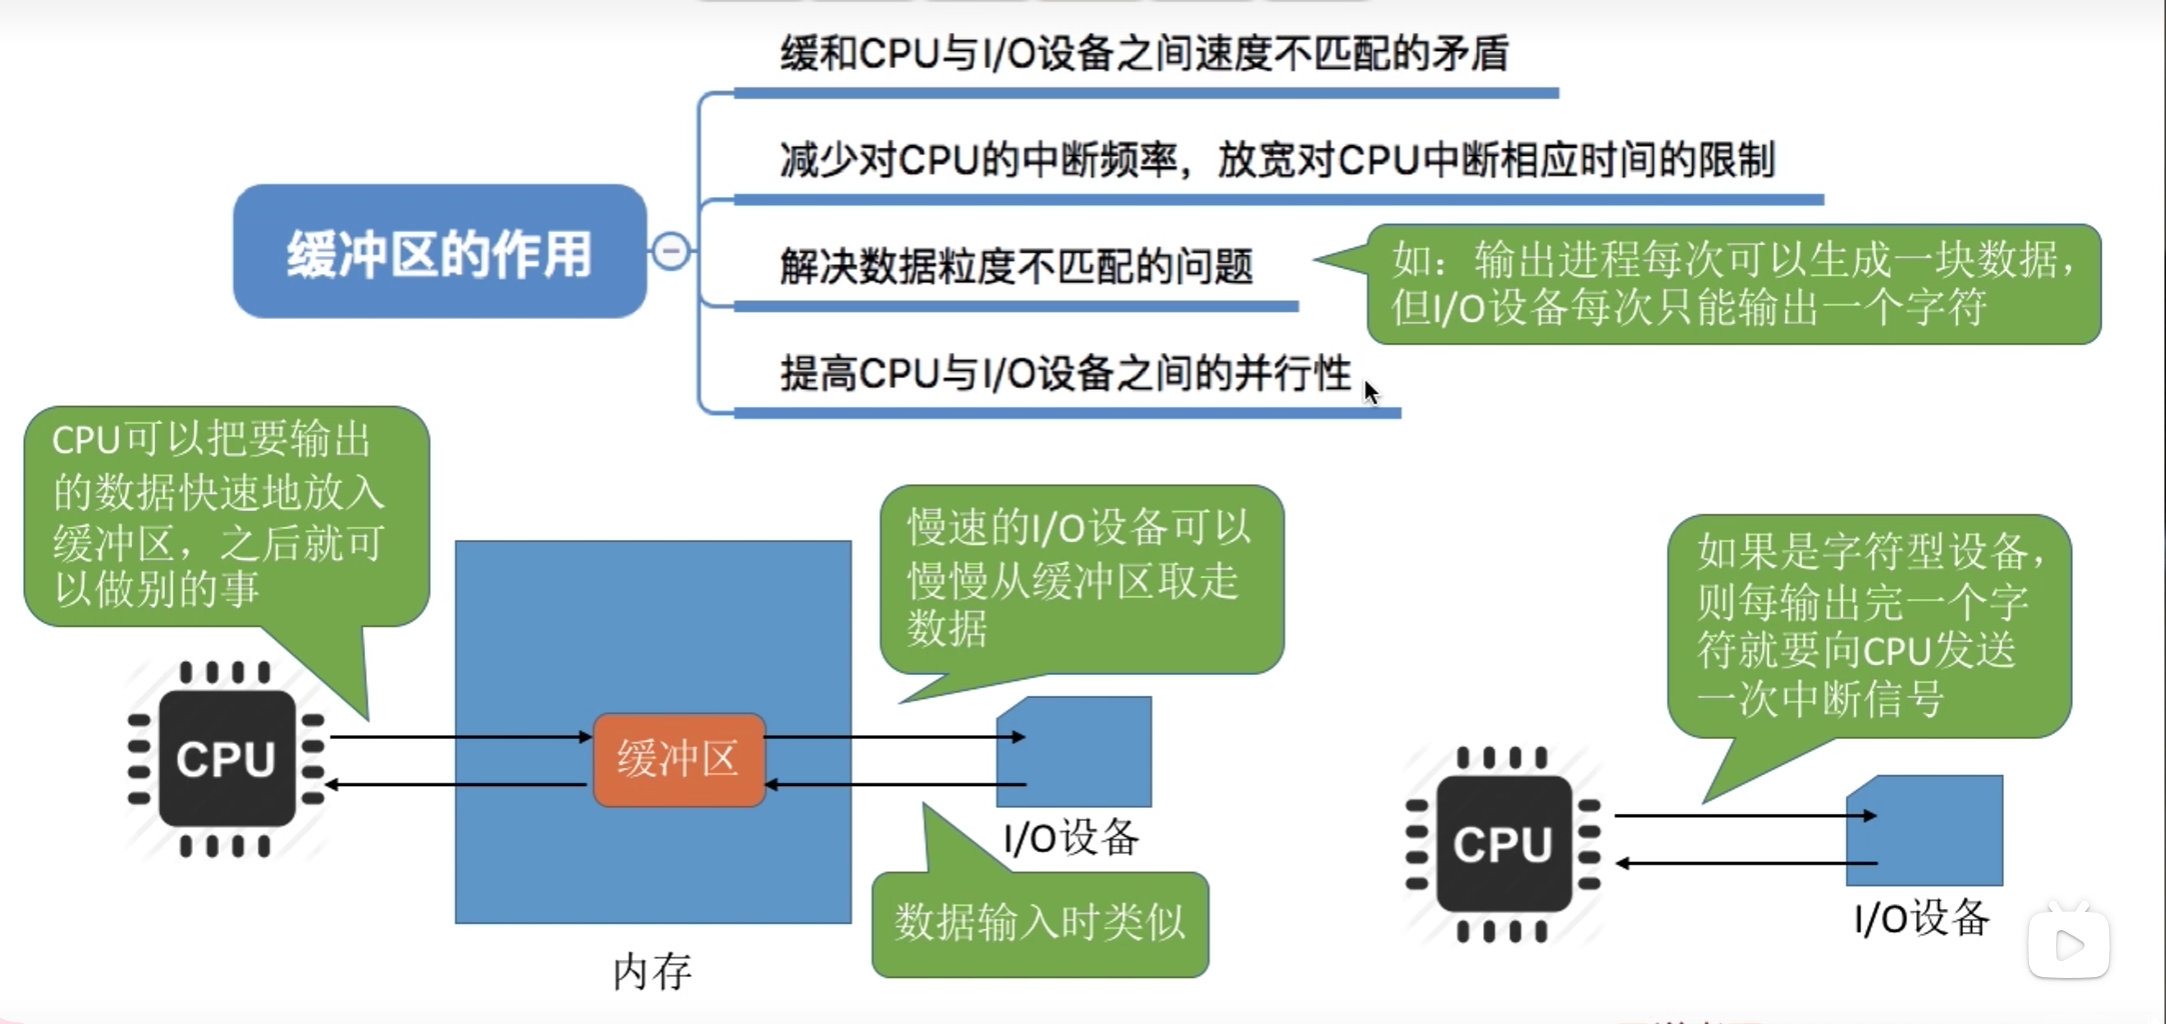 缓和CPU与I/O设备之间速度不匹配的矛盾
减少对CPU的中断频率，放宽对CPU中断相应时间的限制
缓冲区的作用
解决数据粒度不匹配的问题
如：输出进程每次可以生成一块数据，
但I/O设备每次只能输出一个字符
提高CPU与I/O设备之间的并行性
CPU可以把要输出
的数据快速地放入
缓冲区，之后就可
以做别的事
慢速的I/O设备可以
慢慢从缓冲区取走
数据
如果是字符型设备，
则每输出完一个字
符就要向CPU发送
一次中断信号
CPU
缓冲区
I/O设备
数据输入时类似
内存
CPU
I/O设备